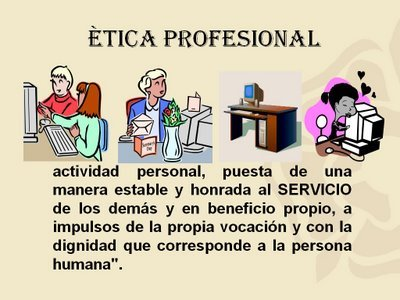 ÈTICA PROFESIONAL
actividad personal, puesta de una
manera estable y honrada al SERVICIO
de los demás y en beneficio propio, a
impulsos de la propia vocación y con la
dignidad que corresponde a la persona
humana".